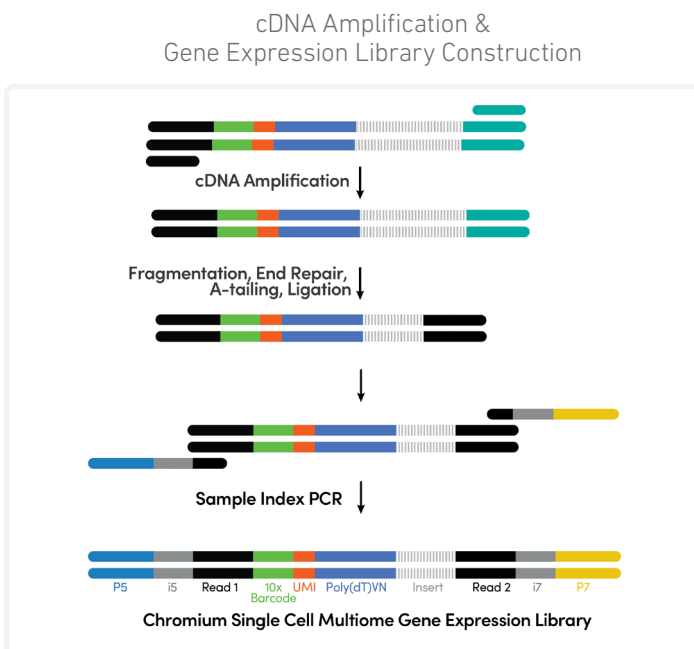 cDNA Amplification &
Gene Expression Library Construction
cDNA Amplification
Fragmentation, End Repair,
A-tailing, Ligation
Sample Index PCR
P5 i5 Read 1 10x UMI Poly(dT)VN Insert Read 2 i7 P7
Barcode
Chromium Single Cell Multiome Gene Expression Library